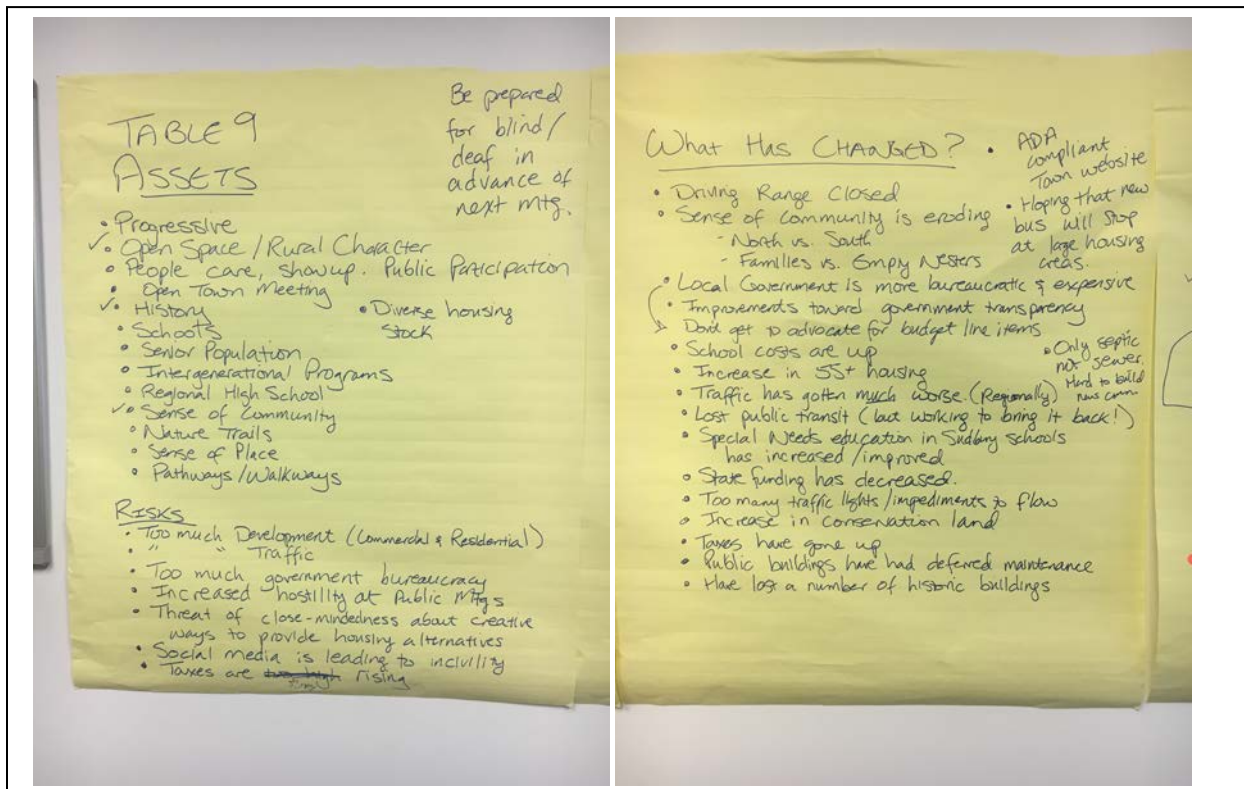 TABLE 9
ASSETS
Be prepared
for blind/
deaf in
advance of
next mtg.
• Progressive
✓• Open Space / Rural Character
• People care, show up. Public Participation
• Open Town Meeting
✓• History
• Diverse housing
stock
• Schools
• Senior Population
• Intergenerational Programs
• Regional High School
✓• Sense of Community
• Nature Trails
• Sense of Place
• Pathways/Walkways
RISKS
• Too much Development (Commercial & Residential)
• " " Traffic
• Too much government bureaucracy
• Increased hostility at Public Mtgs
• Threat of close-mindedness about creative
ways to provide housing alternatives
• Social media is leading to incivility
• Taxes are too high rising
What Has CHANGED?
• ADA
compliant
Town website
• Hoping that new
bus will stop
at large housing
areas.
• Driving Range Closed
• Sense of Community is eroding
- North vs. South
- Families vs. Empty Nesters
• Local Government is more bureaucratic & expensive
• Improvements toward government transparency
Don't get to advocate for budget line items
• School costs are up
• Only septic
not sewer.
Hard to build
• Increase in 55+ housing
• Traffic has gotten much worse. (Regionally)
• Lost public transit (but working to bring it back!)
• Special Needs education in Sudbury schools
has increased/improved
• State funding has decreased.
• Too many traffic lights/impediments to flow
• Increase in conservation land
• Taxes have gone up
• Public buildings have had deferred maintenance
• Have lost a number of historic buildings